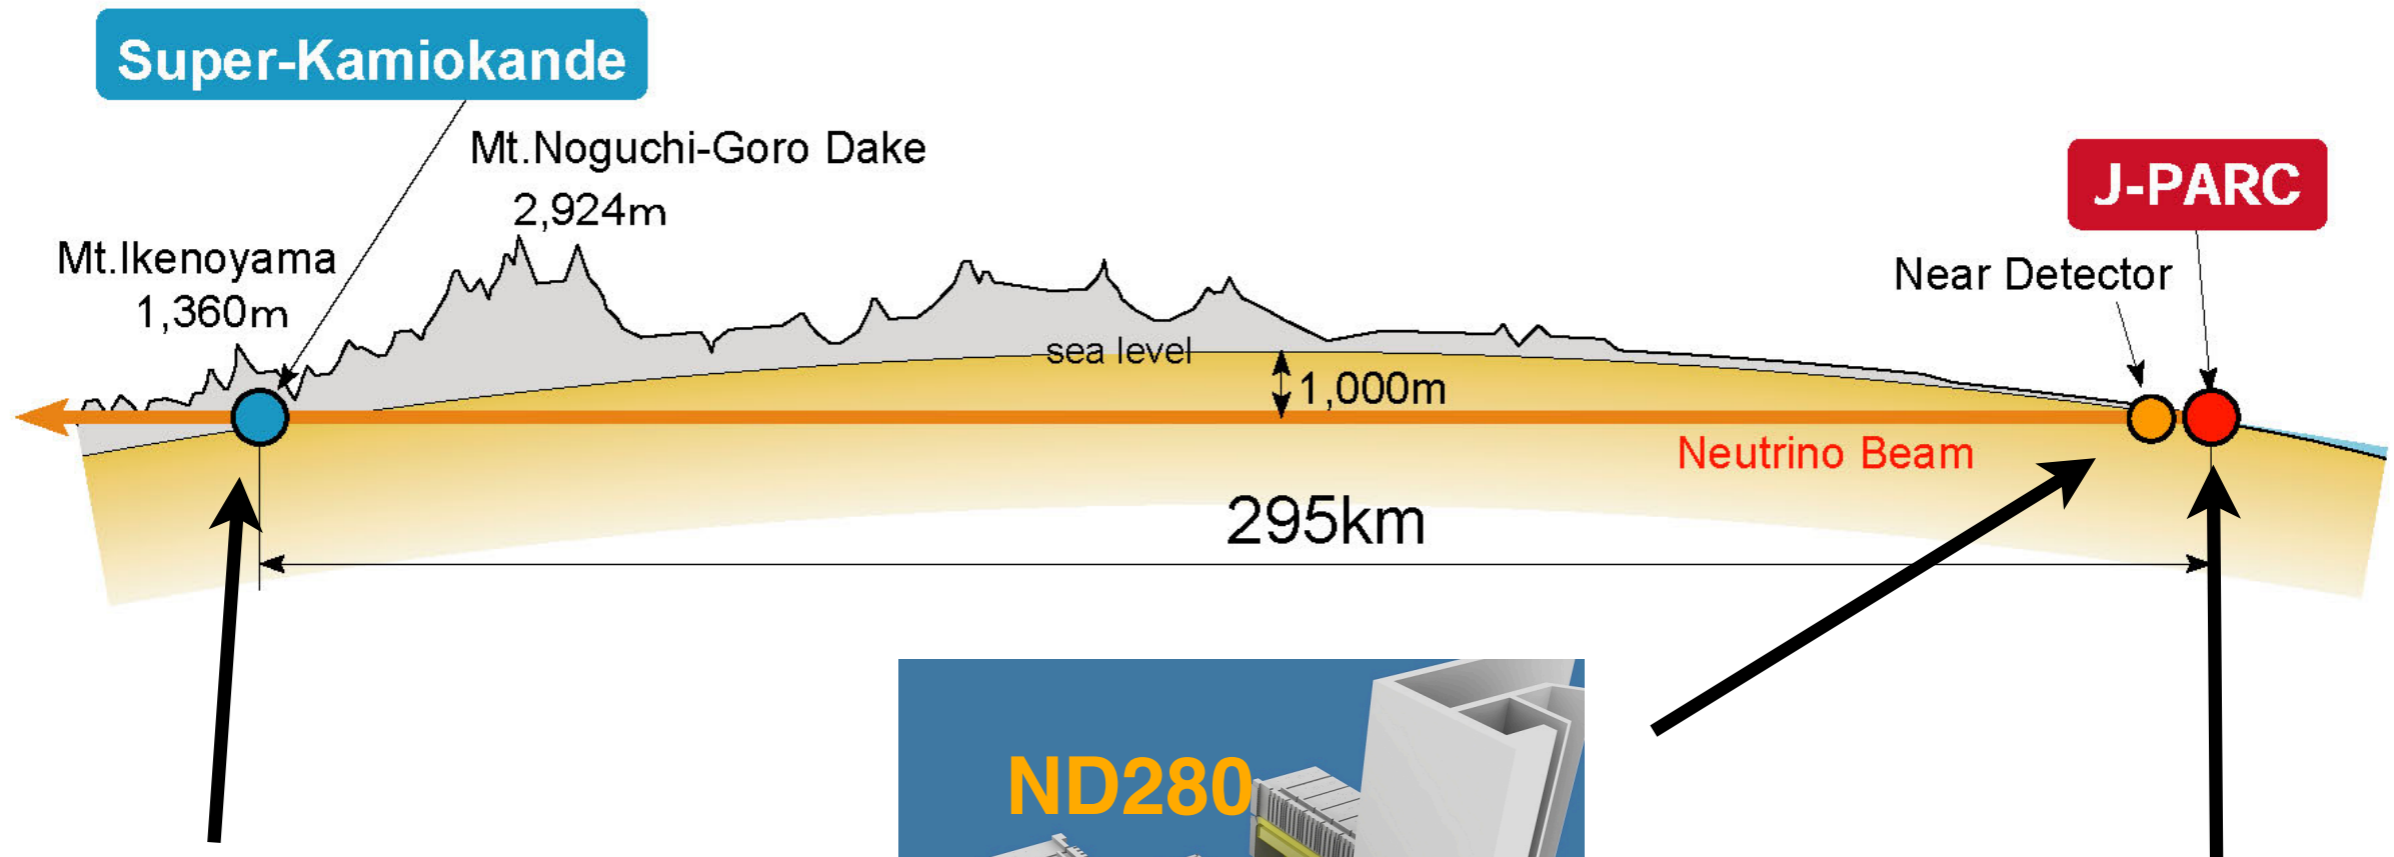 Super-Kamiokande
Mt.Noguchi-Goro Dake
2,924m
J-PARC
Mt.Ikenoyama
1,360m
Near Detector
sea level
1,000m
Neutrino Beam
295km
ND280